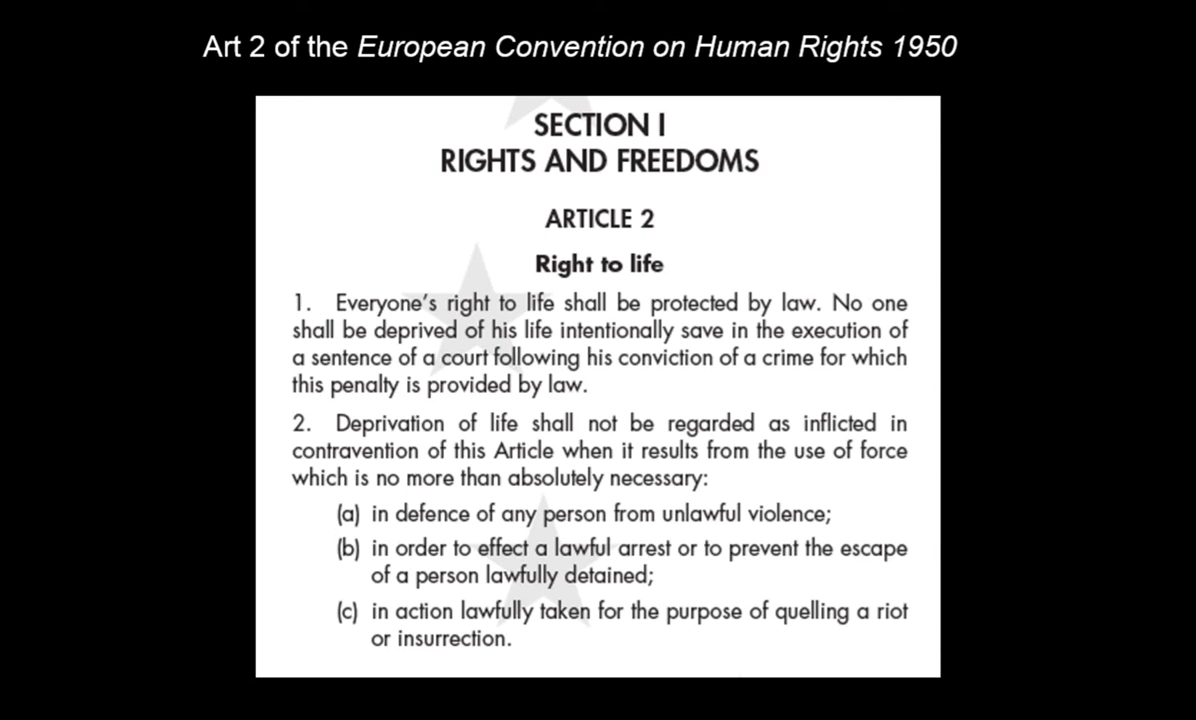 Art 2 of the European Convention on Human Rights 1950
SECTION I
RIGHTS AND FREEDOMS
ARTICLE 2
Right to life
1. Everyone's right to life shall be protected by law. No one
shall be deprived of his life intentionally save in the execution of
a sentence of a court following his conviction of a crime for which
this penalty is provided by law.
2. Deprivation of life shall not be regarded as inflicted in
contravention of this Article when it results from the use of force
which is no more than absolutely necessary:
(a) in defence of any person from unlawful violence;
(b) in order to effect a lawful arrest or to prevent the escape
of a person lawfully detained;
(c) in action lawfully taken for the purpose of quelling a riot
or insurrection.